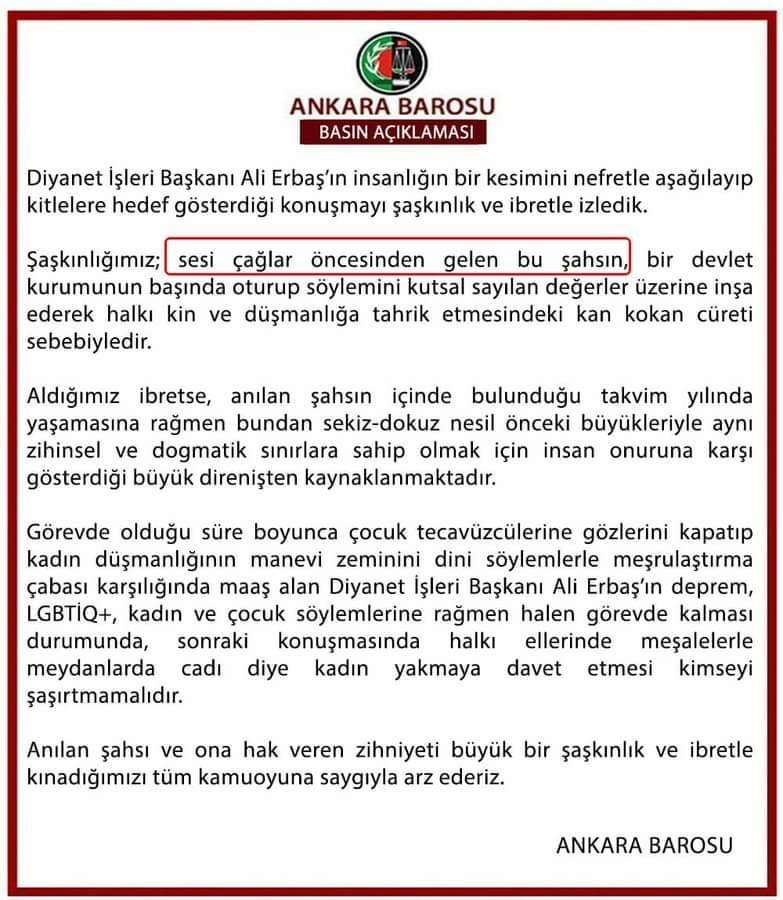 ANKARA BAROSU
BASIN AÇIKLAMASI
Diyanet İşleri Başkanı Ali Erbaş’ın insanlığın bir kesimini nefretle aşağılayıp
kitlelere hedef gösterdiği konuşmayı şaşkınlık ve ibretle izledik.
Şaşkınlığımız; sesi çağlar öncesinden gelen bu şahsın, bir devlet
kurumunun başında oturup söylemini kutsal sayılan değerler üzerine inşa
ederek halkı kin ve düşmanlığa tahrik etmesindeki kan kokan cüreti
sebebiyledir.
Aldığımız ibretse, anılan şahsın içinde bulunduğu takvim yılında
yaşamasına rağmen bundan sekiz-dokuz nesil önceki büyükleriyle aynı
zihinsel ve dogmatik sınırlara sahip olmak için insan onuruna karşı
gösterdiği büyük direnişten kaynaklanmaktadır.
Görevde olduğu süre boyunca çocuk tecavüzcülerine gözlerini kapatıp
kadın düşmanlığının manevi zeminini dini söylemlerle meşrulaştırma
çabası karşılığında maaş alan Diyanet İşleri Başkanı Ali Erbaş’ın deprem,
LGBTİQ+, kadın ve çocuk söylemlerine rağmen halen görevde kalması
durumunda, sonraki konuşmasında halkı ellerinde meşalelerle
meydanlarda cadı diye kadın yakmaya davet etmesi kimseyi
şaşırtmamalıdır.
Anılan şahsı ve ona hak veren zihniyeti büyük bir şaşkınlık ve ibretle
kınadığımızı tüm kamuoyuna saygıyla arz ederiz.
ANKARA BAROSU